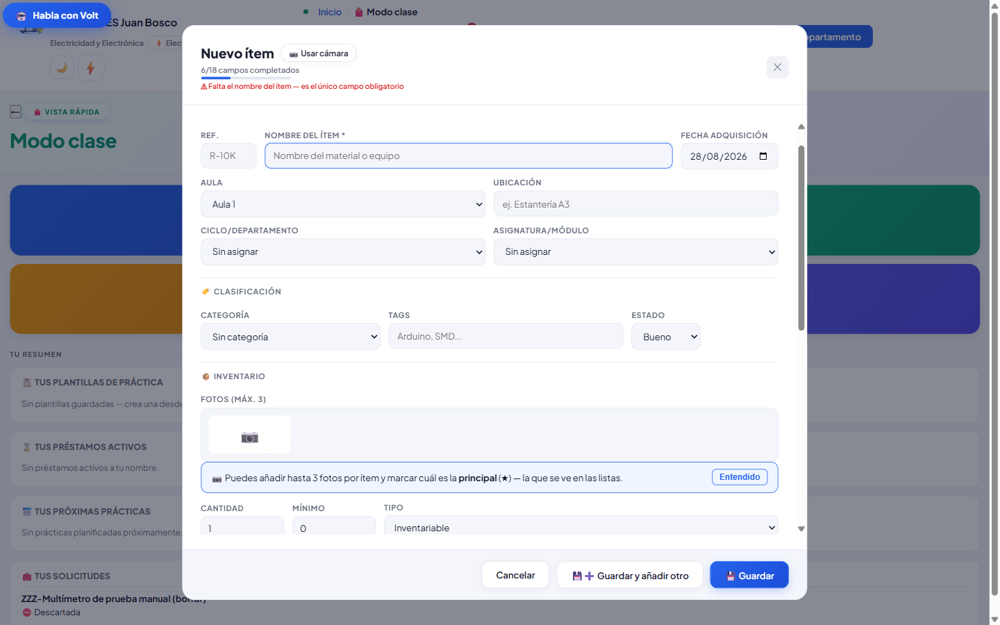 Habla con Volt
ES Juan Bosco
Inicio
Modo clase
epartamento
Electricidad y Electrónica
Elec
VISTA RÁPIDA
Modo clase
TU RESUMEN
TUS PLANTILLAS DE PRÁCTICA
Sin plantillas guardadas — crea una desde
TUS PRÉSTAMOS ACTIVOS
Sin préstamos activos a tu nombre.
TUS PRÓXIMAS PRÁCTICAS
Sin prácticas planificadas próximamente.
TUS SOLICITUDES
ZZZ-Multímetro de prueba manual (borrar)
Descartada
Nuevo ítem
Usar cámara
6/18 campos completados
⚠ Falta el nombre del ítem — es el único campo obligatorio
REF.
NOMBRE DEL ÍTEM *
FECHA ADQUISICIÓN
R-10K
Nombre del material o equipo
28/08/2026
AULA
UBICACIÓN
Aula 1
ej. Estantería A3
CICLO/DEPARTAMENTO
ASIGNATURA/MÓDULO
Sin asignar
Sin asignar
CLASIFICACIÓN
CATEGORÍA
TAGS
ESTADO
Sin categoría
Arduino, SMD...
Bueno
INVENTARIO
FOTOS (MÁX. 3)
Puedes añadir hasta 3 fotos por ítem y marcar cuál es la principal (★) — la que se ve en las listas.
Entendido
CANTIDAD
MÍNIMO
TIPO
1
0
Inventariable
Cancelar
Guardar y añadir otro
Guardar